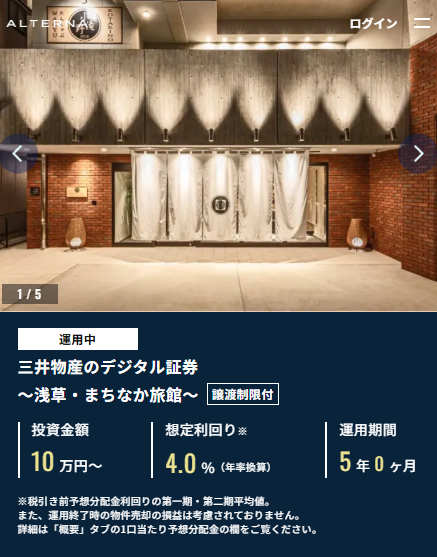 ALTERNA
ログイン
WAGYU
KOTARINO
1 / 5
運用中
三井物産のデジタル証券
～浅草・まちなか旅館～ 譲渡制限付
投資金額 想定利回り※ 運用期間
10 万円～ 4.0 % (年率換算) 5 年 0 ヶ月
※税引き前予想分配金利回りの第一期・第二期平均値。
また、運用終了時の物件売却の損益は考慮されておりません。
詳細は「概要」タブの1口当たり予想分配金の欄をご覧ください。